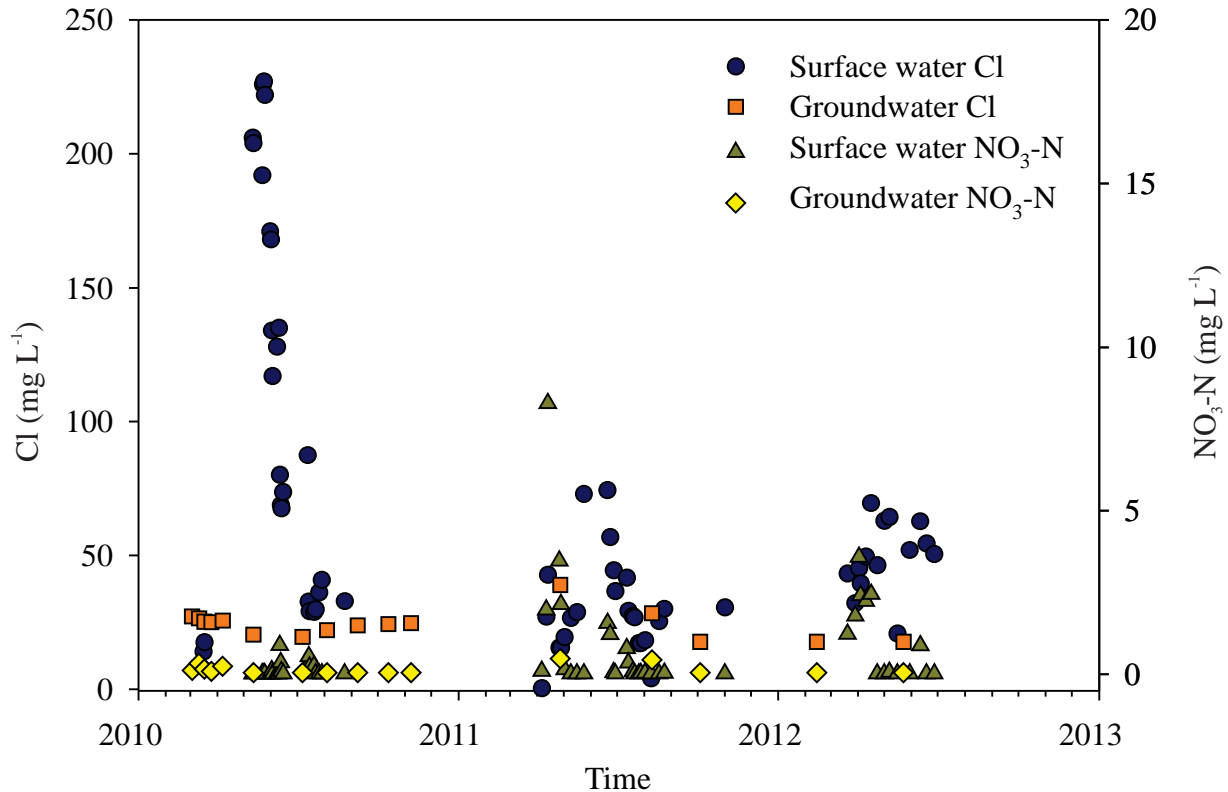 250
200
150
100
50
0
Cl (mg L⁻¹)
20
15
10
5
0
NO₃-N (mg L⁻¹)
Surface water Cl
Groundwater Cl
Surface water NO₃-N
Groundwater NO₃-N
2010 2011 2012 2013
Time